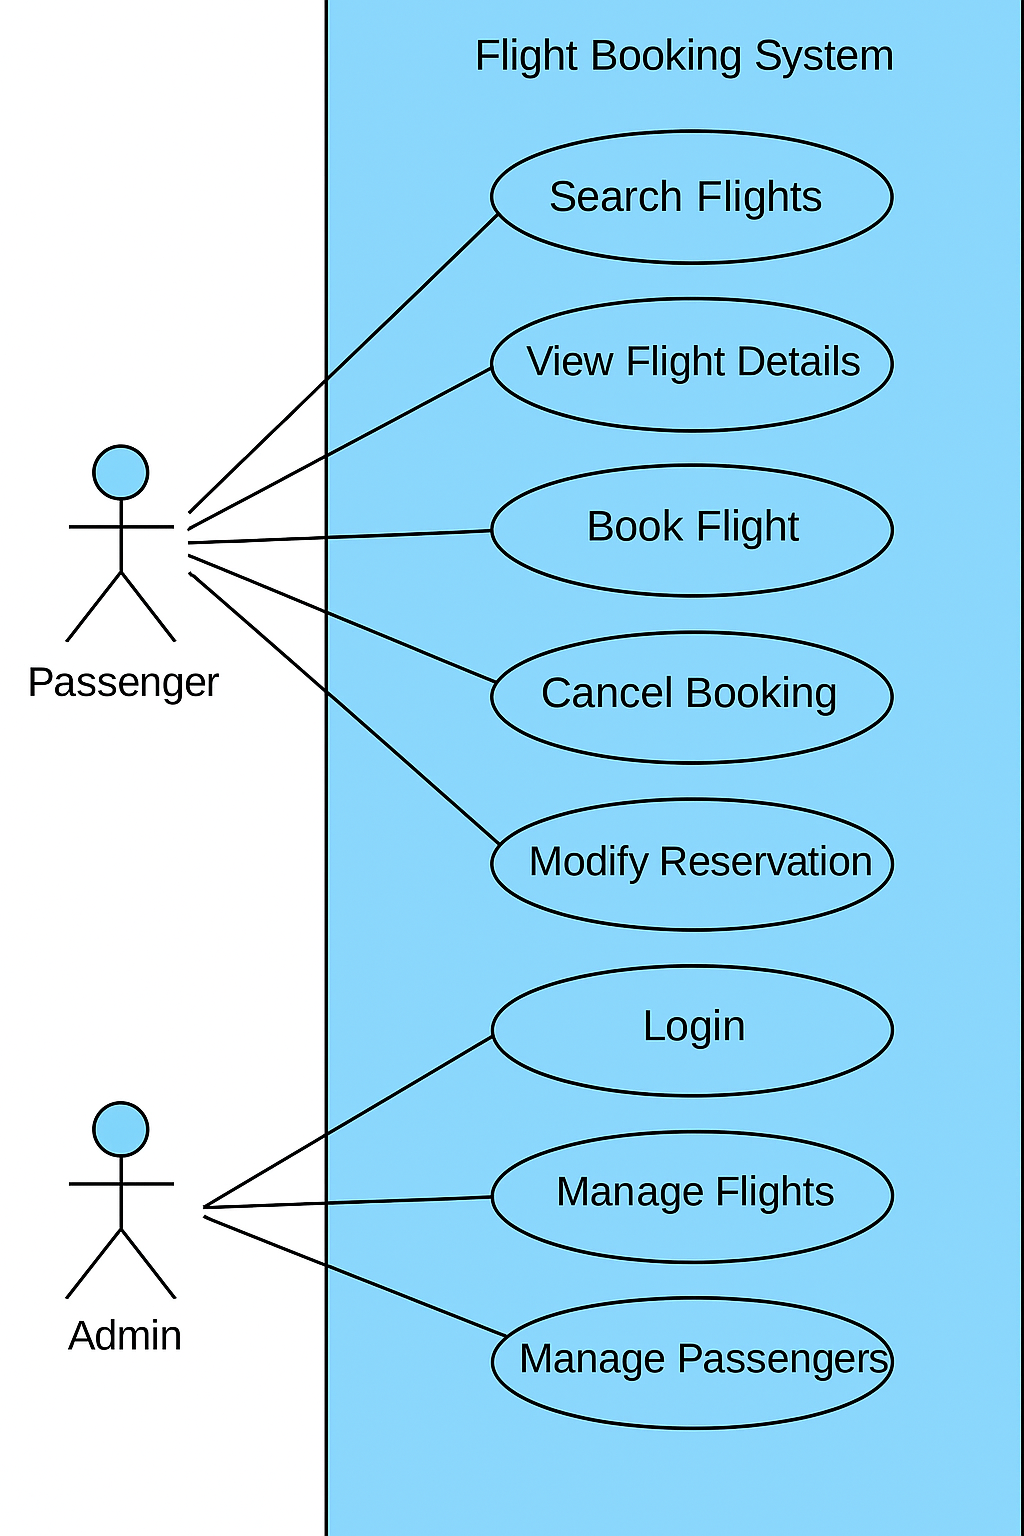 Flight Booking System
Search Flights
View Flight Details
Book Flight
Cancel Booking
Passenger
Modify Reservation
Login
Manage Flights
Admin
Manage Passengers